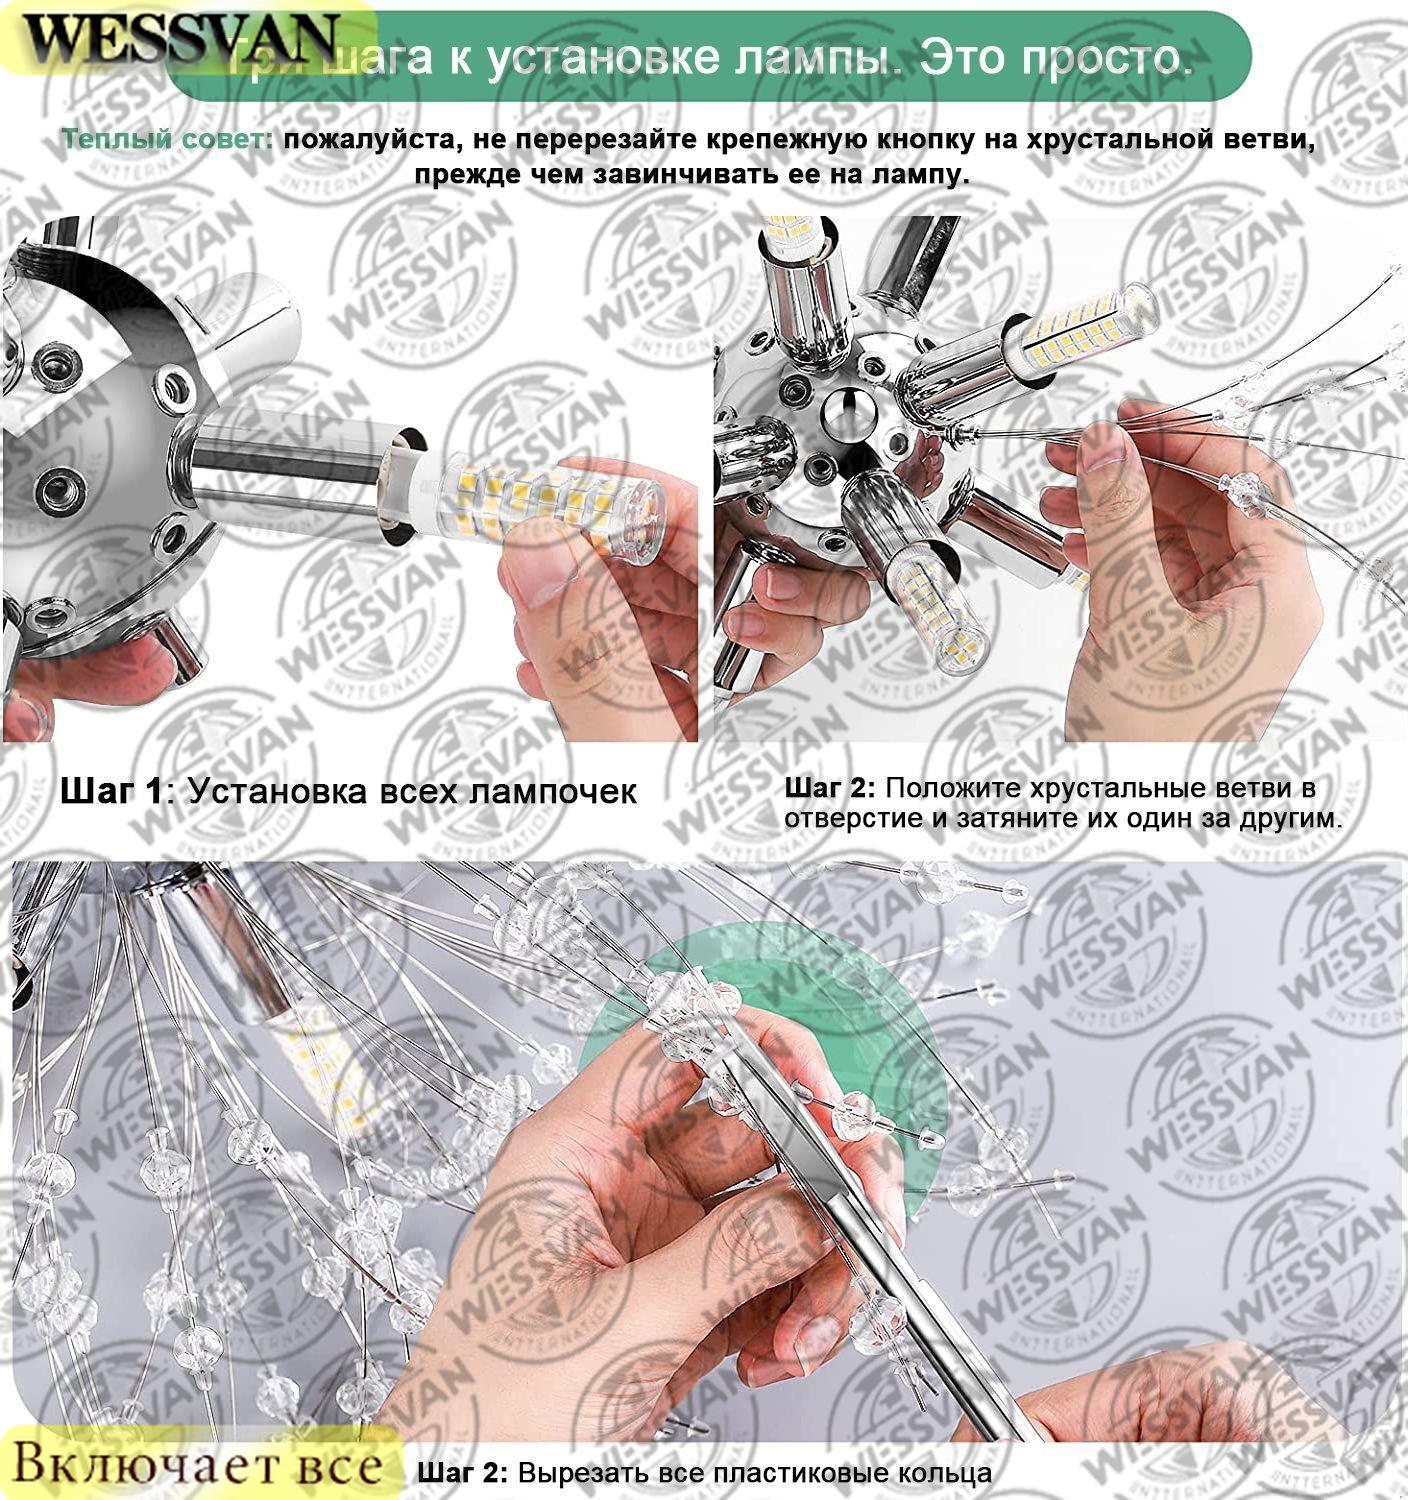 WESSVAN
Три шага к установке лампы. Это просто.
Теплый совет: пожалуйста, не перерезайте крепежную кнопку на хрустальной ветви,
прежде чем завинчивать ее на лампу.
Шаг 1: Установка всех лампочек
Шаг 2: Положите хрустальные ветви в
отверстие и затяните их один за другим.
Включает все
Шаг 2: Вырезать все пластиковые кольца